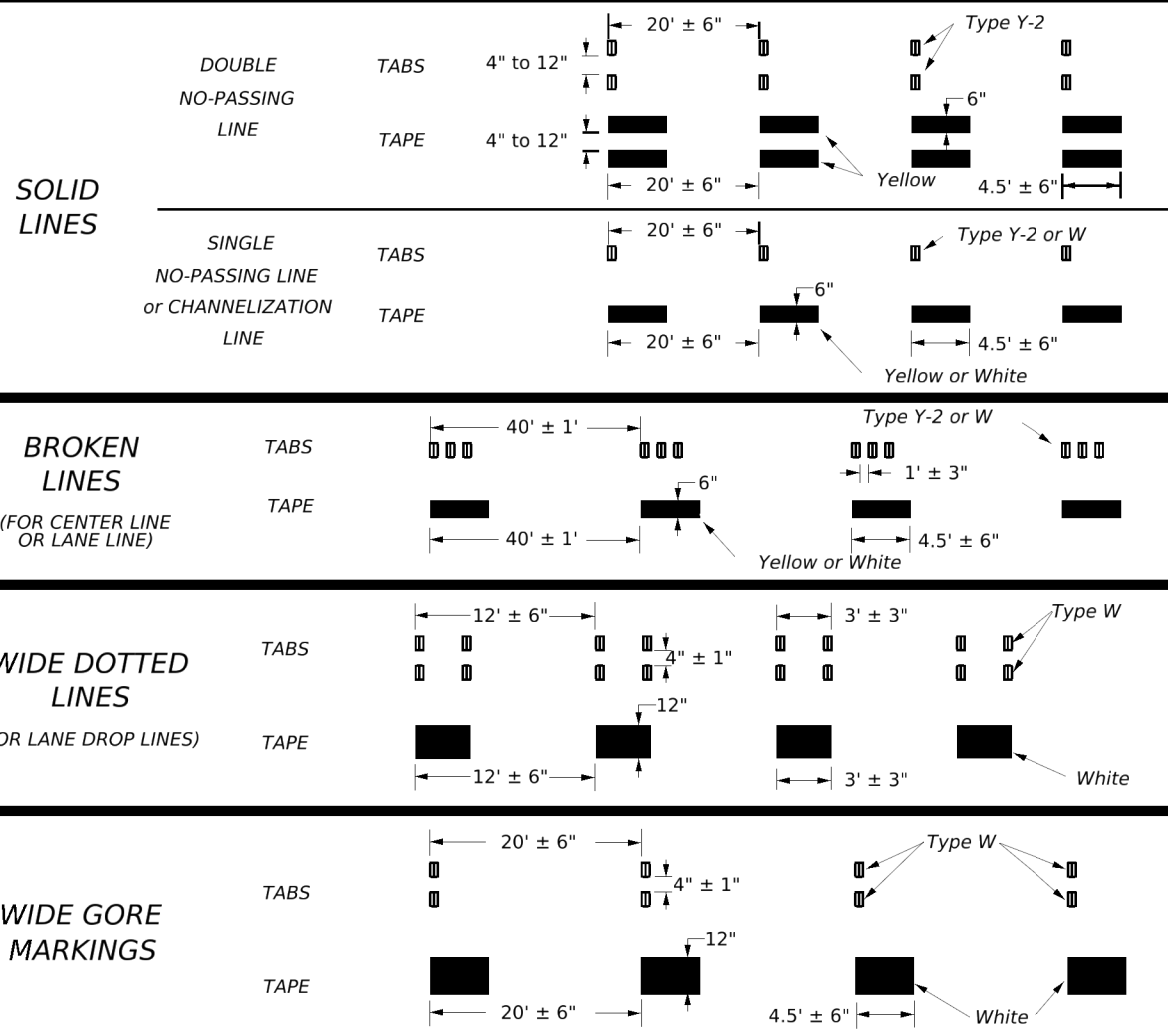 20' ± 6"
Type Y-2
DOUBLE
NO-PASSING
LINE
TABS
4" to 12"
6"
TAPE
4" to 12"
Yellow
20' ± 6"
4.5' ± 6"
SOLID
LINES
SINGLE
NO-PASSING LINE
or CHANNELIZATION
LINE
TABS
20' ± 6"
Type Y-2 or W
TAPE
6"
20' ± 6"
4.5' ± 6"
Yellow or White
BROKEN
LINES
(FOR CENTER LINE
OR LANE LINE)
TABS
40' ± 1'
Type Y-2 or W
1' ± 3"
TAPE
6"
40' ± 1'
4.5' ± 6"
Yellow or White
WIDE DOTTED
LINES
OR LANE DROP LINES)
TABS
12' ± 6"
3' ± 3"
Type W
4" ± 1"
TAPE
12"
12' ± 6"
3' ± 3"
White
WIDE GORE
MARKINGS
TABS
20' ± 6"
Type W
4" ± 1"
TAPE
12"
20' ± 6"
4.5' ± 6"
White